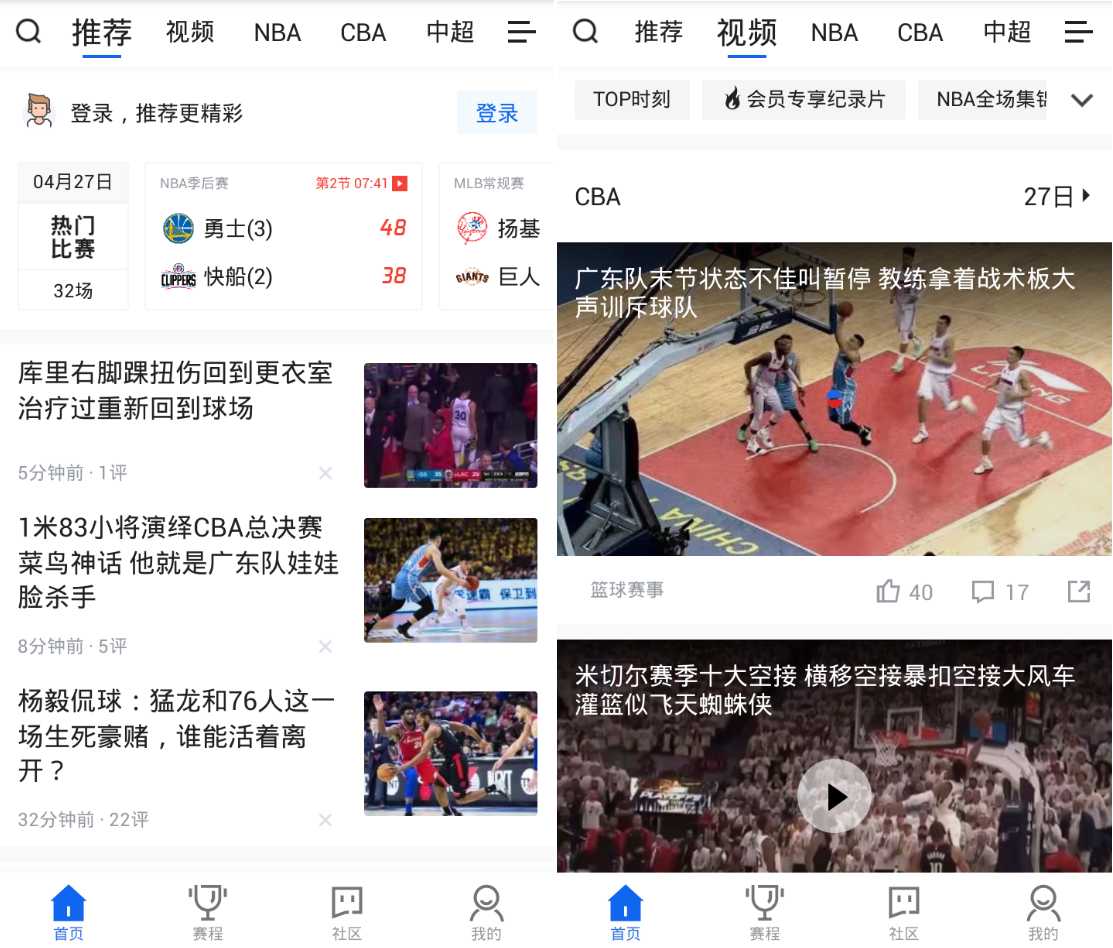 推荐 视频 NBA CBA 中超
登录，推荐更精彩 登录
04月27日
热门
比赛
32场
NBA季后赛 第2节 07:41
勇士(3) 48
快船(2) 38
MLB常规赛
扬基
巨人
库里右脚踝扭伤回到更衣室
治疗过重新回到球场
5分钟前 · 1评
1米83小将演绎CBA总决赛
菜鸟神话 他就是广东队娃娃
脸杀手
8分钟前 · 5评
杨毅侃球：猛龙和76人这一
场生死豪赌，谁能活着离
开？
32分钟前 · 22评
首页 赛程 社区 我的
推荐 视频 NBA CBA 中超
TOP时刻 会员专享纪录片 NBA全场集锦
CBA 27日
广东队末节状态不佳叫暂停 教练拿着战术板大
声训斥球队
CHINA
LINING
篮球赛事 40 17
米切尔赛季十大空接 横移空接暴扣空接大风车
灌篮似飞天蜘蛛侠
首页 赛程 社区 我的
CLIPPERS
GIANTS
30